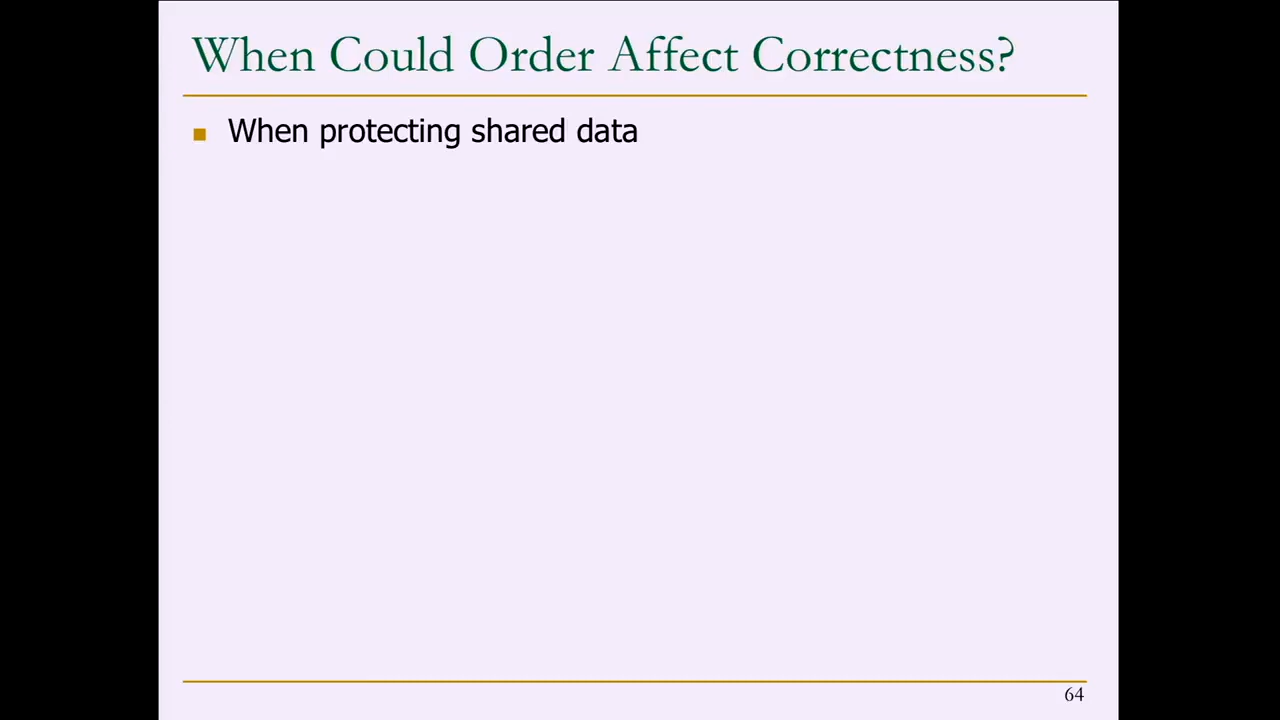 When Could Order Affect Correctness?
When protecting shared data
64